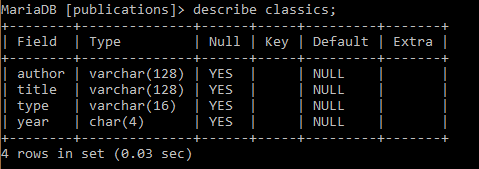 MariaDB [publications]> describe classics;
+--------+--------------+------+-----+---------+-------+
| Field  | Type         | Null | Key | Default | Extra |
+--------+--------------+------+-----+---------+-------+
| author | varchar(128) | YES  |     | NULL    |       |
| title  | varchar(128) | YES  |     | NULL    |       |
| type   | varchar(16)  | YES  |     | NULL    |       |
| year   | char(4)      | YES  |     | NULL    |       |
+--------+--------------+------+-----+---------+-------+
4 rows in set (0.03 sec)